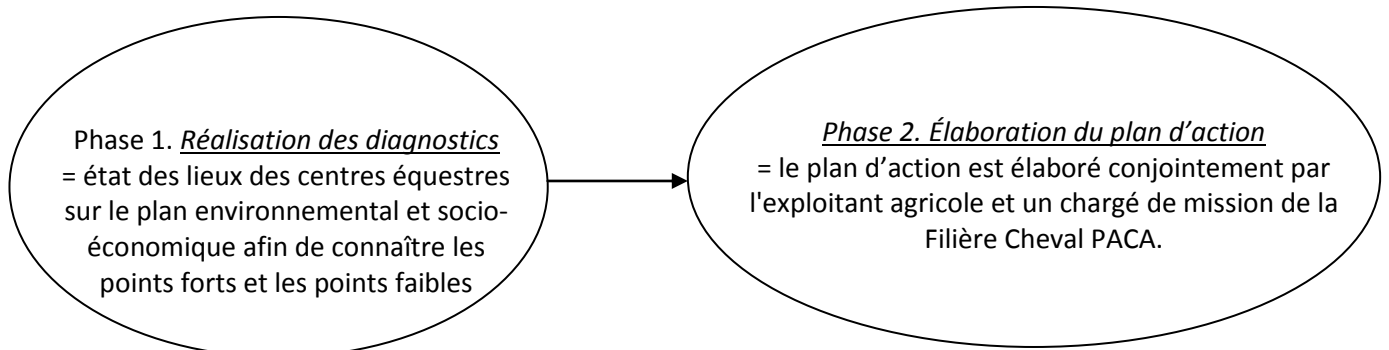 Phase 1. Réalisation des diagnostics
= état des lieux des centres équestres
sur le plan environnemental et socio-
économique afin de connaître les
points forts et les points faibles
Phase 2. Élaboration du plan d’action
= le plan d’action est élaboré conjointement par
l'exploitant agricole et un chargé de mission de la
Filière Cheval PACA.